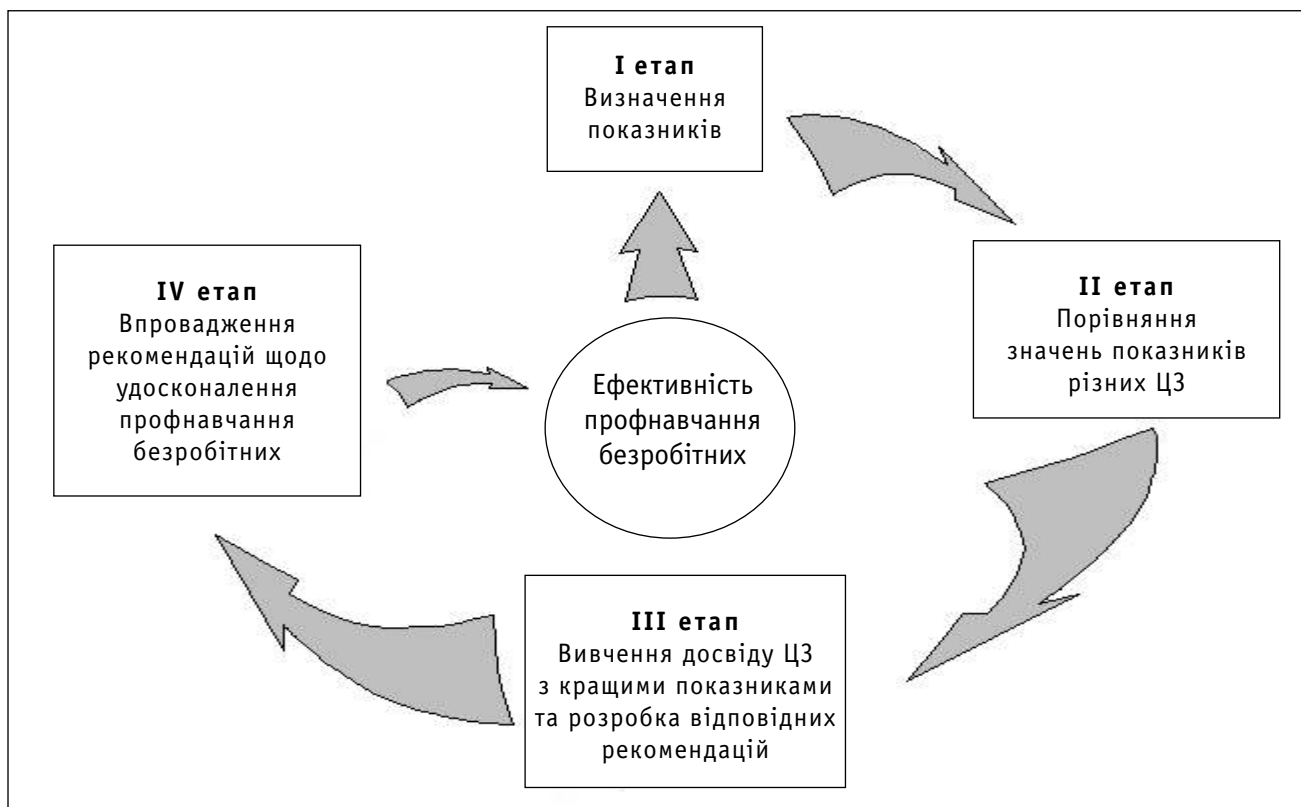 I етап
Визначення
показників
II етап
Порівняння
значень показників
різних ЦЗ
III етап
Вивчення досвіду ЦЗ
з кращими показниками
та розробка відповідних
рекомендацій
IV етап
Впровадження
рекомендацій щодо
удосконалення
профнавчання
безробітних
Ефективність
профнавчання
безробітних